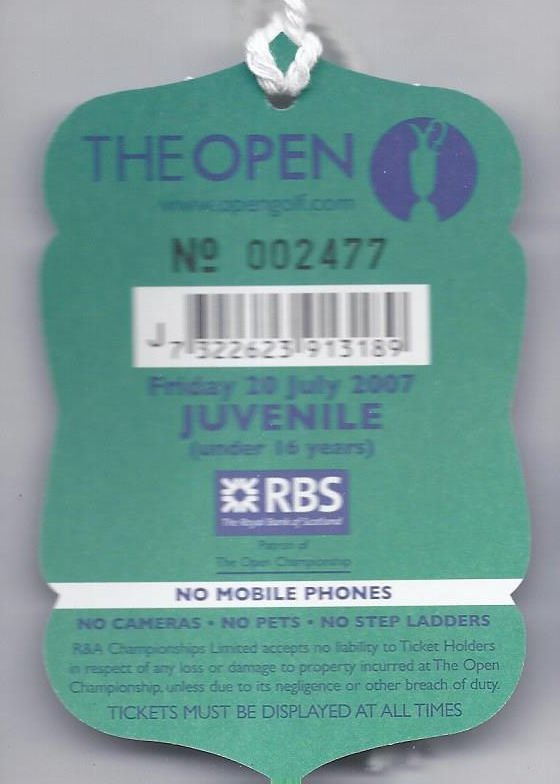 THE OPEN
www.opengolf.com
Nº 002477
J
7 322623 913189
Friday 20 July 2007
JUVENILE
(under 16 years)
RBS
The Royal Bank of Scotland
Patron of
The Open Championship
NO MOBILE PHONES
NO CAMERAS • NO PETS • NO STEP LADDERS
R&A Championships Limited accepts no liability to Ticket Holders
in respect of any loss or damage to property incurred at The Open
Championship, unless due to its negligence or other breach of duty.
TICKETS MUST BE DISPLAYED AT ALL TIMES